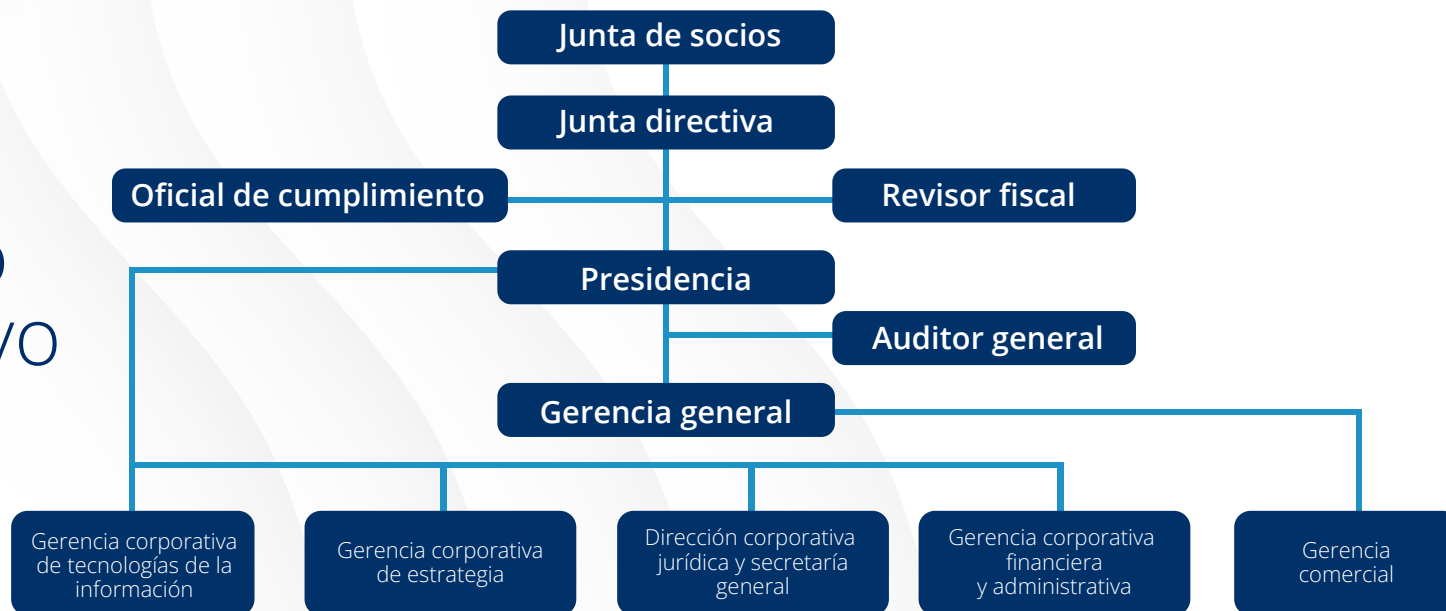 Junta de socios
Junta directiva
Oficial de cumplimiento
Revisor fiscal
Presidencia
Auditor general
Gerencia general
Gerencia corporativa
de tecnologías de la
información
Gerencia corporativa
de estrategia
Dirección corporativa
jurídica y secretaría
general
Gerencia corporativa
financiera
y administrativa
Gerencia
comercial